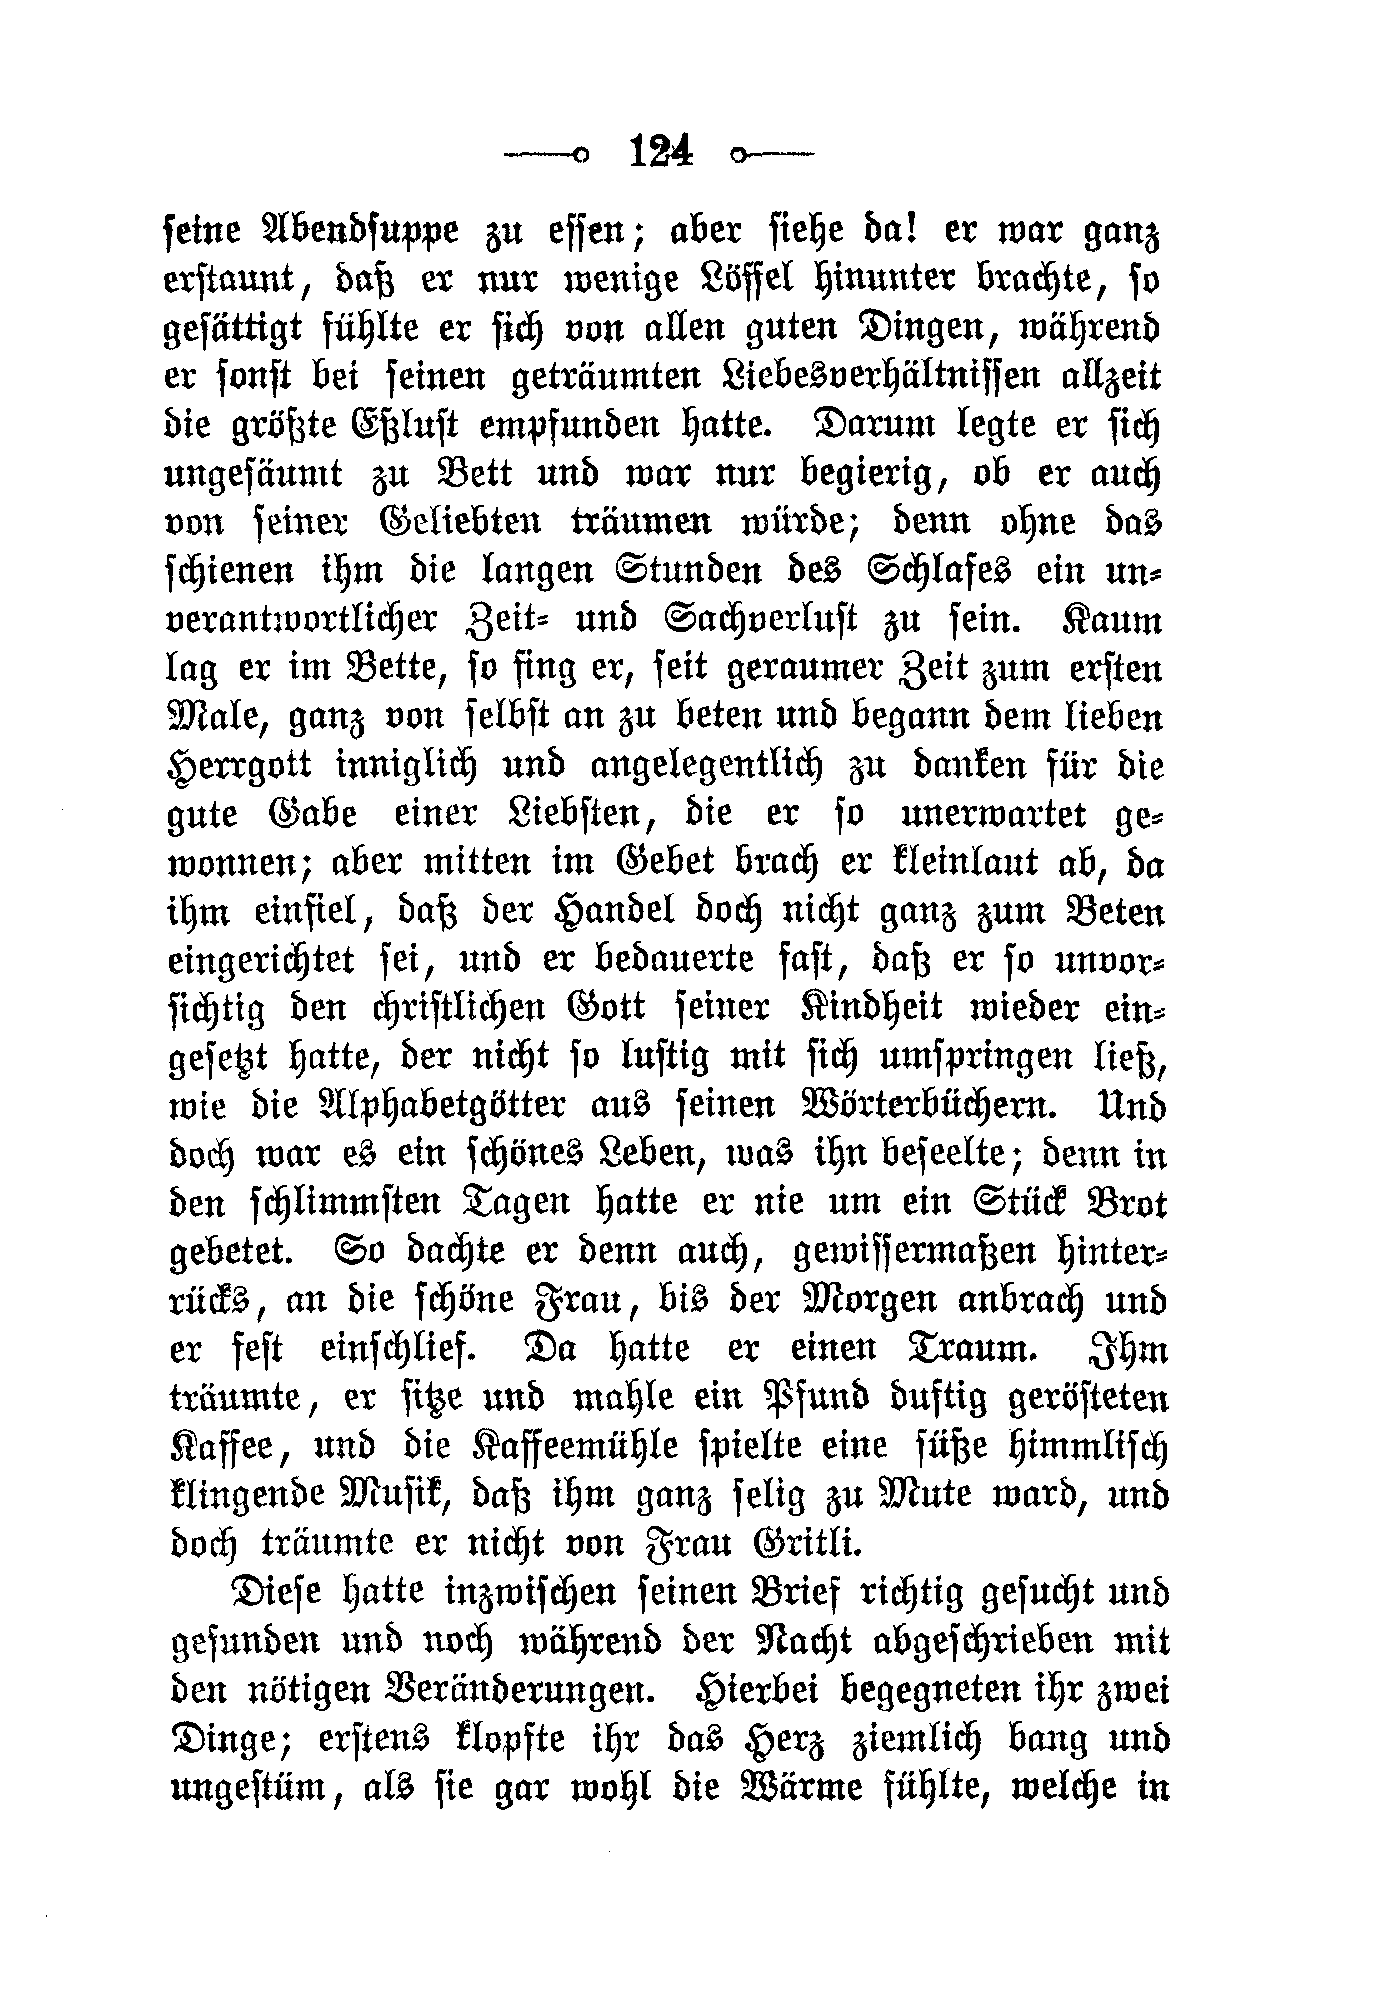 124
seine Abendsuppe zu essen; aber siehe da! er war ganz
erstaunt, daß er nur wenige Löffel hinunter brachte, so
gesättigt fühlte er sich von allen guten Dingen, während
er sonst bei seinen geträumten Liebesverhältnissen allzeit
die größte Eßlust empfunden hatte. Darum legte er sich
ungesäumt zu Bett und war nur begierig, ob er auch
von seiner Geliebten träumen würde; denn ohne das
schienen ihm die langen Stunden des Schlafes ein un-
verantwortlicher Zeit- und Sachverlust zu sein. Kaum
lag er im Bette, so fing er, seit geraumer Zeit zum ersten
Male, ganz von selbst an zu beten und begann dem lieben
Herrgott inniglich und angelegentlich zu danken für die
gute Gabe einer Liebsten, die er so unerwartet ge-
wonnen; aber mitten im Gebet brach er kleinlaut ab, da
ihm einfiel, daß der Handel doch nicht ganz zum Beten
eingerichtet sei, und er bedauerte fast, daß er so unvor-
sichtig den christlichen Gott seiner Kindheit wieder ein-
gesetzt hatte, der nicht so lustig mit sich umspringen ließ,
wie die Alphabetgötter aus seinen Wörterbüchern. Und
doch war es ein schönes Leben, was ihn beseelte; denn in
den schlimmsten Tagen hatte er nie um ein Stück Brot
gebetet. So dachte er denn auch, gewissermaßen hinter-
rücks, an die schöne Frau, bis der Morgen anbrach und
er fest einschlief. Da hatte er einen Traum. Ihm
träumte, er sitze und mahle ein Pfund duftig gerösteten
Kaffee, und die Kaffeemühle spielte eine süße himmlisch
klingende Musik, daß ihm ganz selig zu Mute ward, und
doch träumte er nicht von Frau Gritli.
Diese hatte inzwischen seinen Brief richtig gesucht und
gefunden und noch während der Nacht abgeschrieben mit
den nötigen Veränderungen. Hierbei begegneten ihr zwei
Dinge; erstens klopfte ihr das Herz ziemlich bang und
ungestüm, als sie gar wohl die Wärme fühlte, welche in